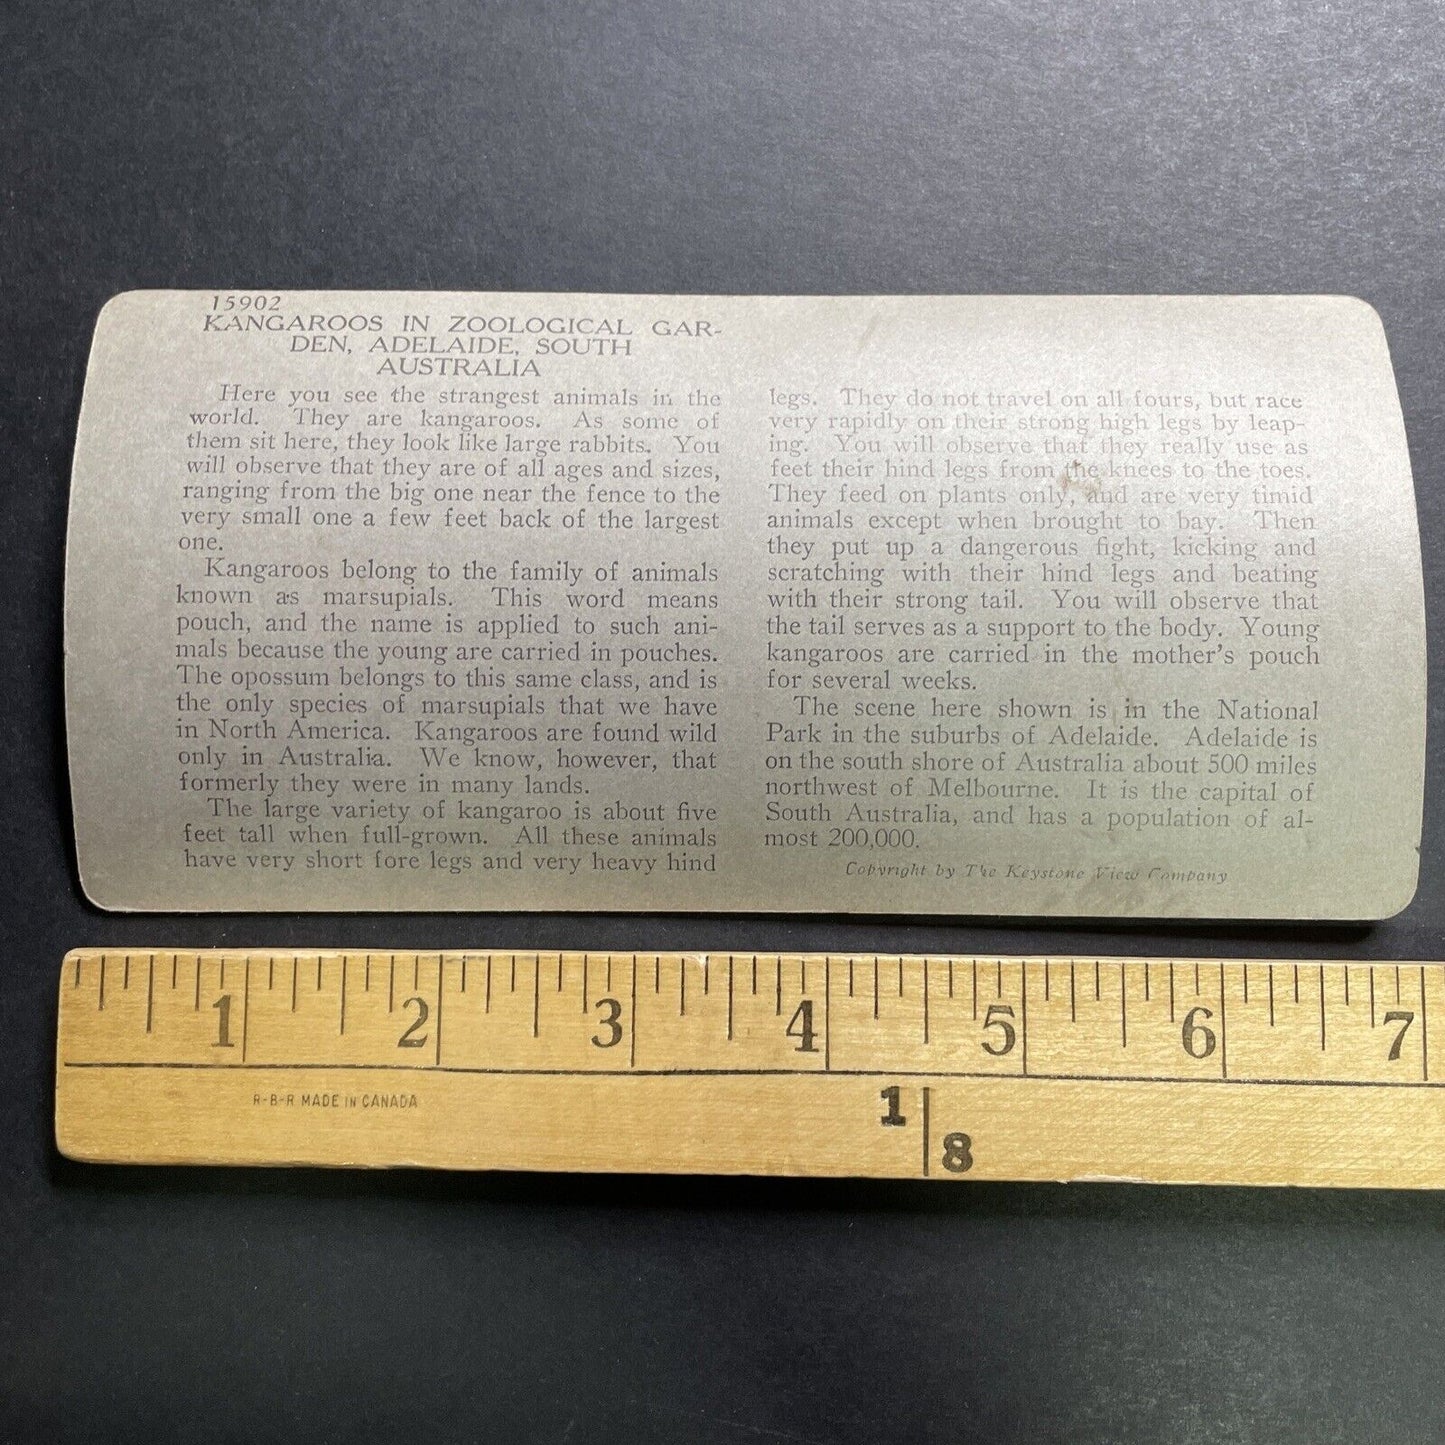 15902
KANGAROOS IN ZOOLOGICAL GAR-
DEN, ADELAIDE, SOUTH
AUSTRALIA
Here you see the strangest animals in the
world. They are kangaroos. As some of
them sit here, they look like large rabbits. You
will observe that they are of all ages and sizes,
ranging from the big one near the fence to the
very small one a few feet back of the largest
one.
Kangaroos belong to the family of animals
known as marsupials. This word means
pouch, and the name is applied to such ani-
mals because the young are carried in pouches.
The opossum belongs to this same class, and is
the only species of marsupials that we have
in North America. Kangaroos are found wild
only in Australia. We know, however, that
formerly they were in many lands.
The large variety of kangaroo is about five
feet tall when full-grown. All these animals
have very short fore legs and very heavy hind
legs. They do not travel on all fours, but race
very rapidly on their strong high legs by leap-
ing. You will observe that they really use as
feet their hind legs from the knees to the toes.
They feed on plants only, and are very timid
animals except when brought to bay. Then
they put up a dangerous fight, kicking and
scratching with their hind legs and beating
with their strong tail. You will observe that
the tail serves as a support to the body. Young
kangaroos are carried in the mother's pouch
for several weeks.
The scene here shown is in the National
Park in the suburbs of Adelaide. Adelaide is
on the south shore of Australia about 500 miles
northwest of Melbourne. It is the capital of
South Australia, and has a population of al-
most 200,000.
Copyright by The Keystone View Company
1 2 3 4 5 6 7
R-B-R MADE IN CANADA
1
8